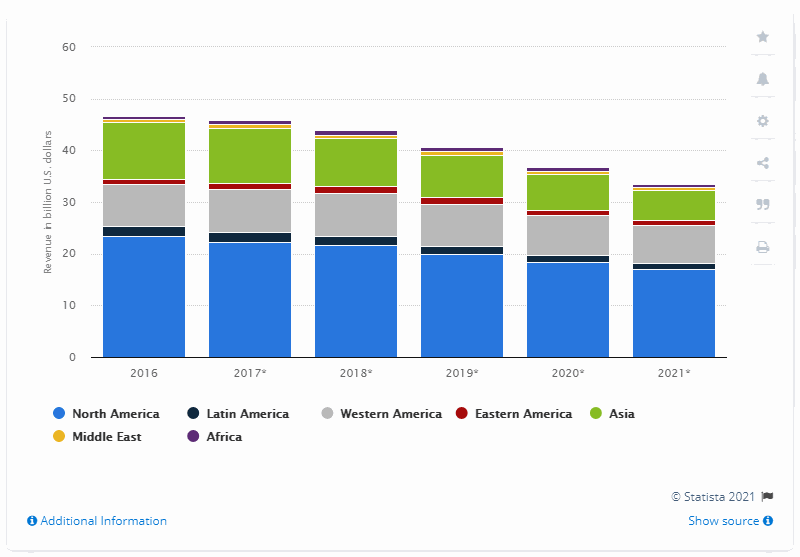 60
50
40
30
20
10
0
Revenue in billion U.S. dollars
2016 2017* 2018* 2019* 2020* 2021*
North America Latin America Western America Eastern America Asia
Middle East Africa
© Statista 2021
Additional Information Show source